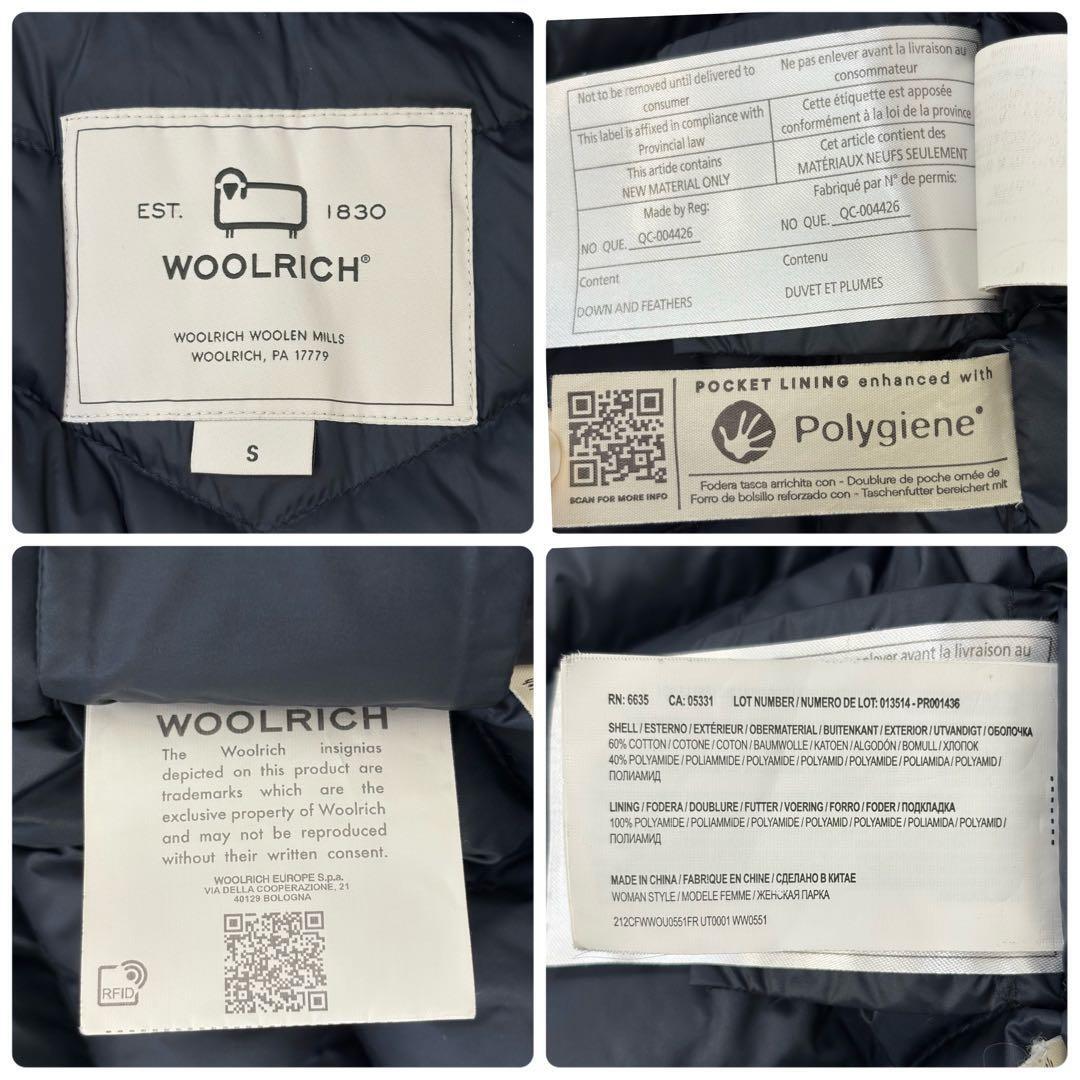 EST. 1830
WOOLRICH®
WOOLRICH WOOLEN MILLS
WOOLRICH, PA 17779
S
Not to be removed until delivered to
consumer
This label is affixed in compliance with
Provincial law
This article contains
NEW MATERIAL ONLY
Made by Reg:
NO QUE. QC-004426
Content
DOWN AND FEATHERS
Ne pas enlever avant la livraison au
consommateur
Cette étiquette est apposée
conformément à la loi de la province
Cet article contient des
MATÉRIAUX NEUFS SEULEMENT
Fabriqué par N° de permis:
NO QUE. QC-004426
Contenu
DUVET ET PLUMES
SCAN FOR MORE INFO
POCKET LINING enhanced with
Polygiene®
Fodera tasca arrichita con - Doublure de poche ornée de
Forro de bolsillo reforzado con - Taschenfutter bereichert mit
WOOLRICH®
The Woolrich insignias
depicted on this product are
trademarks which are the
exclusive property of Woolrich
and may not be reproduced
without their written consent.
WOOLRICH EUROPE S.p.a.
VIA DELLA COOPERAZIONE, 21
40129 BOLOGNA
RFID
avant la livraison au
RN: 6635 CA: 05331 LOT NUMBER / NUMERO DE LOT: 013514 - PR001436
SHELL / ESTERNO / EXTÉRIEUR / OBERMATERIAL / BUITENKANT / EXTERIOR / UTVANDIGT / ОБОЛОЧКА
60% COTTON / COTONE / COTON / BAUMWOLLE / KATOEN / ALGODÓN / BOMULL / ХЛОПОК
40% POLYAMIDE / POLIAMMIDE / POLYAMIDE / POLYAMID / POLYAMIDE / POLIAMIDA / POLYAMID /
ПОЛИАМИД
LINING / FODERA / DOUBLURE / FUTTER / VOERING / FORRO / FODER / ПОДКЛАДКА
100% POLYAMIDE / POLIAMMIDE / POLYAMIDE / POLYAMID / POLYAMIDE / POLIAMIDA / POLYAMID /
ПОЛИАМИД
MADE IN CHINA / FABRIQUÉ EN CHINE / СДЕЛАНО В КИТАЕ
WOMAN STYLE / MODELE FEMME / ЖЕНСКАЯ ПАРКА
212CFWWOU0551FR UT0001 WW0551